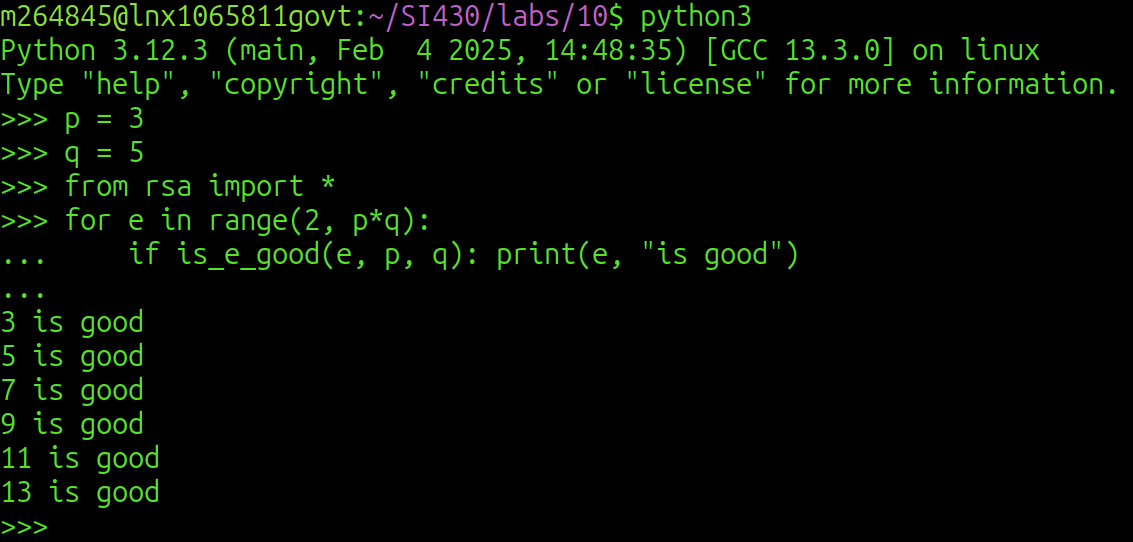 m264845@lnx1065811govt:~/SI430/labs/10$ python3
Python 3.12.3 (main, Feb  4 2025, 14:48:35) [GCC 13.3.0] on linux
Type "help", "copyright", "credits" or "license" for more information.
>>> p = 3
>>> q = 5
>>> from rsa import *
>>> for e in range(2, p*q):
...     if is_e_good(e, p, q): print(e, "is good")
...
3 is good
5 is good
7 is good
9 is good
11 is good
13 is good
>>>